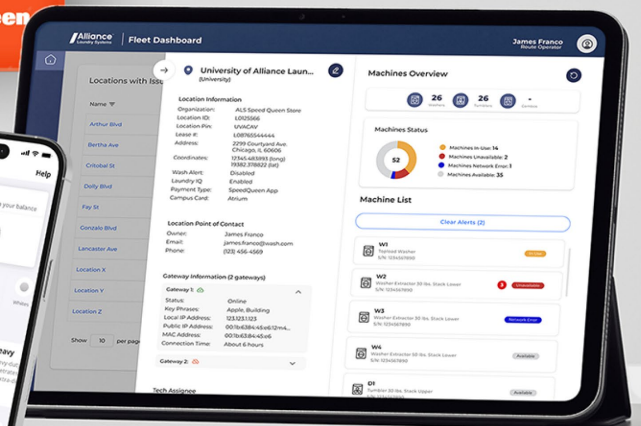 een
Alliance
Laundry Systems
Fleet Dashboard
James Franco
Route Operator
Locations with Iss
Name
Arthur Blvd
Bertha Ave
Critobal St
Dolly Blvd
Fay St
Gonzalo Blvd
Lancaster Ave
Location X
Location Y
Location Z
Show 10 per page
University of Alliance Laun...
(University)
Location Information
Organization: ALS Speed Queen Store
Location ID: L0125566
Location Pin: UVACAV
Lease #: L08765544444
Address: 2299 Courtyard Ave.
Chicago, IL 60606
Coordinates: 12345.4835193 (long)
19382.378822 (lat)
Wash Alert: Disabled
Laundry IQ Enabled
Payment Type: SpeedQueen App
Campus Card: Atrium
Location Point of Contact
Owner: James Franco
Email: james.franco@wash.com
Phone: (123) 456-4569
Gateway Information (2 gateways)
Gateway 1:
Status: Online
Key Phrases: Apple, Building
Local IP Address: 123.123.1.23
Public IP Address:
MAC Address:
Connection Time: About 6 hours
Gateway 2:
Tech Assignee
Machines Overview
26
Washers
26
Tumblers
-
Combos
Machines Status
52
Machines In Use: 14
Machines Unavailable: 2
Machines Network Error: 1
Machines Available: 35
Machine List
Clear Alerts (2)
W1
Topload Washer
S/N: 1234567890
In Use
W2
Washer-Extractor 30 lbs, Stack Lower
S/N: 1234567890
3 Unavailable
W3
Washer-Extractor 30 lbs, Stack Lower
S/N: 1234567890
Network Error
W4
Washer-Extractor 30 lbs, Stack Lower
S/N: 1234567890
Available
D1
Tumbler 30 lbs, Stack Upper
S/N: 1234567890
Available
Help
your balance
Whites
eavy